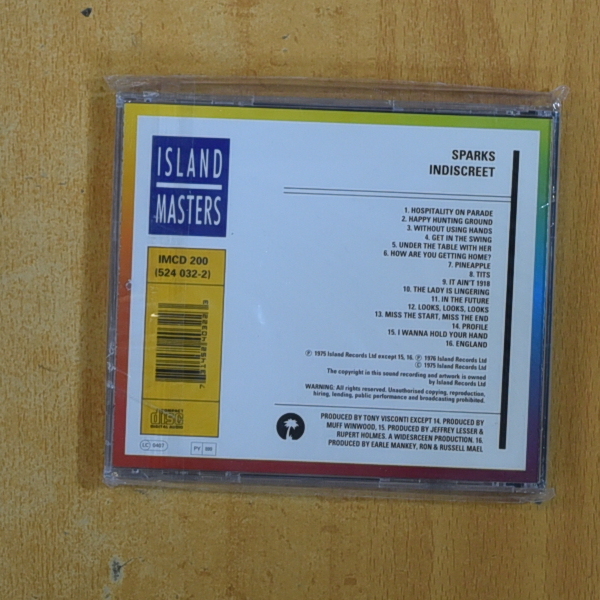 ISLAND
MASTERS
IMCD 200
(524 032-2)
COMPACT
disc
DIGITAL AUDIO
LC 0407
PY
SPARKS
INDISCREET
1. HOSPITALITY ON PARADE
2. HAPPY HUNTING GROUND
3. WITHOUT USING HANDS
4. GET IN THE SWING
5. UNDER THE TABLE WITH HER
6. HOW ARE YOU GETTING HOME?
7. PINEAPPLE
8. TITS
9. IT AIN'T 1918
10. THE LADY IS LINGERING
11. IN THE FUTURE
12. LOOKS, LOOKS, LOOKS
13. MISS THE START, MISS THE END
14. PROFILE
15. I WANNA HOLD YOUR HAND
16. ENGLAND
℗ 1975 Island Records Ltd except 15, 16, ℗ 1976 Island Records Ltd
© 1975 Island Records Ltd
The copyright in this sound recording and artwork is owned
by Island Records Ltd
WARNING: All rights reserved. Unauthorised copying, reproduction,
hiring, lending, public performance and broadcasting prohibited.
PRODUCED BY TONY VISCONTI EXCEPT 14. PRODUCED BY
MUFF WINWOOD, 15. PRODUCED BY JEFFREY LESSER &
RUPERT HOLMES. A WIDESCREEN PRODUCTION. 16.
PRODUCED BY EARLE MANKEY, RON & RUSSELL MAEL